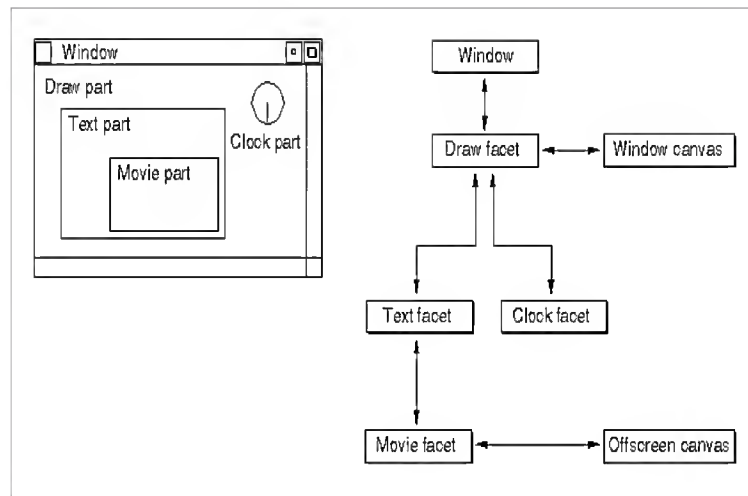 Window
Draw part
Text part
Clock part
Movie part
Window
Draw facet
Window canvas
Text facet
Clock facet
Movie facet
Offscreen canvas